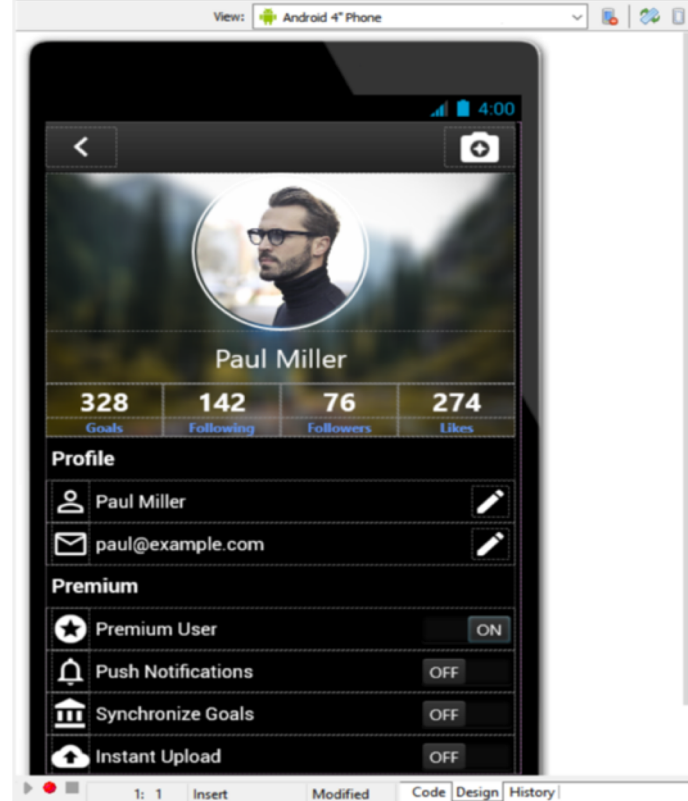 View: Android 4" Phone
4:00
Paul Miller
328 142 76 274
Goals Following Followers Likes
Profile
Paul Miller
paul@example.com
Premium
Premium User ON
Push Notifications OFF
Synchronize Goals OFF
Instant Upload OFF
1: 1 Insert Modified Code Design History